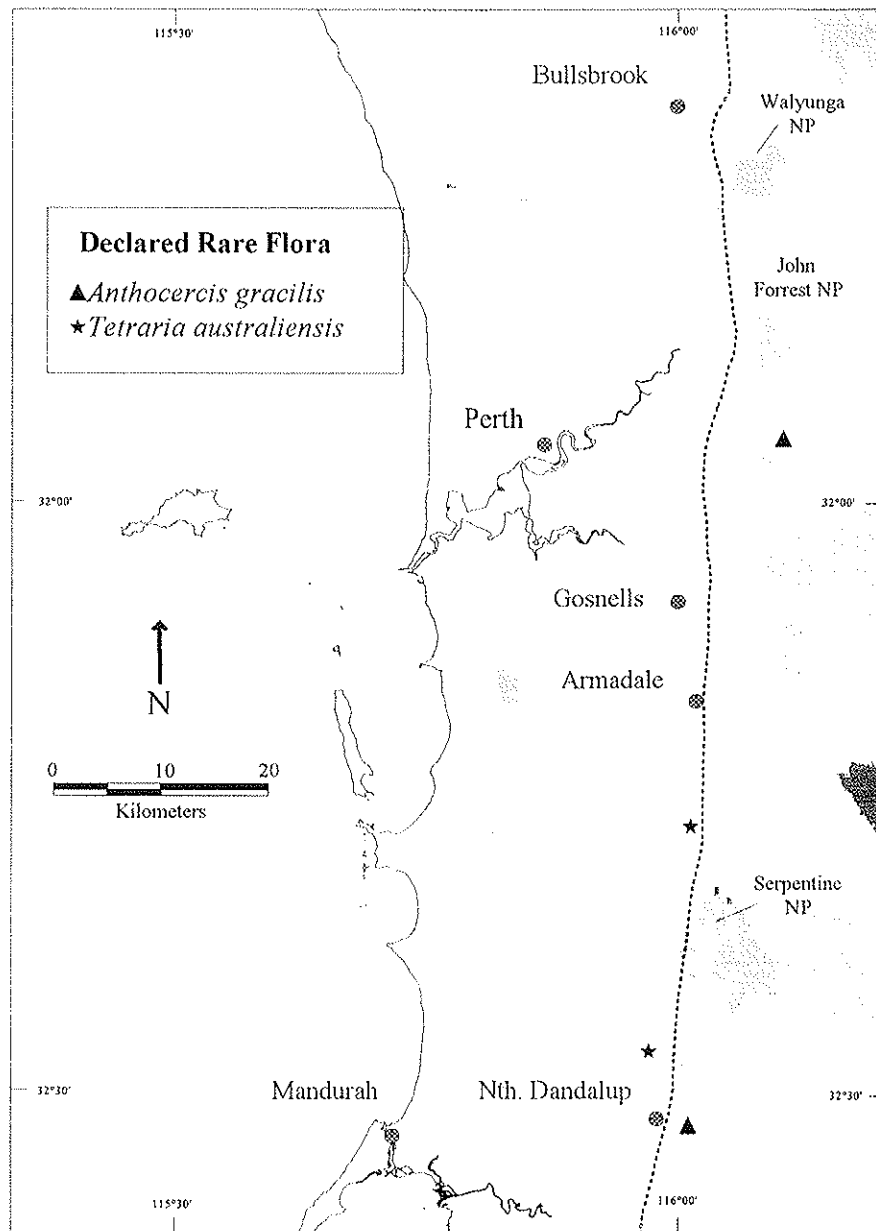 115°30'
116°00'
Bullsbrook
Walyunga
NP
Declared Rare Flora
Anthocercis gracilis
Tetraria australiensis
John
Forrest NP
Perth
32°00'
32°00'
Gosnells
Armadale
N
0 10 20
Kilometers
Serpentine
NP
Mandurah
Nth. Dandalup
32°30'
32°30'
115°30'
116°00'